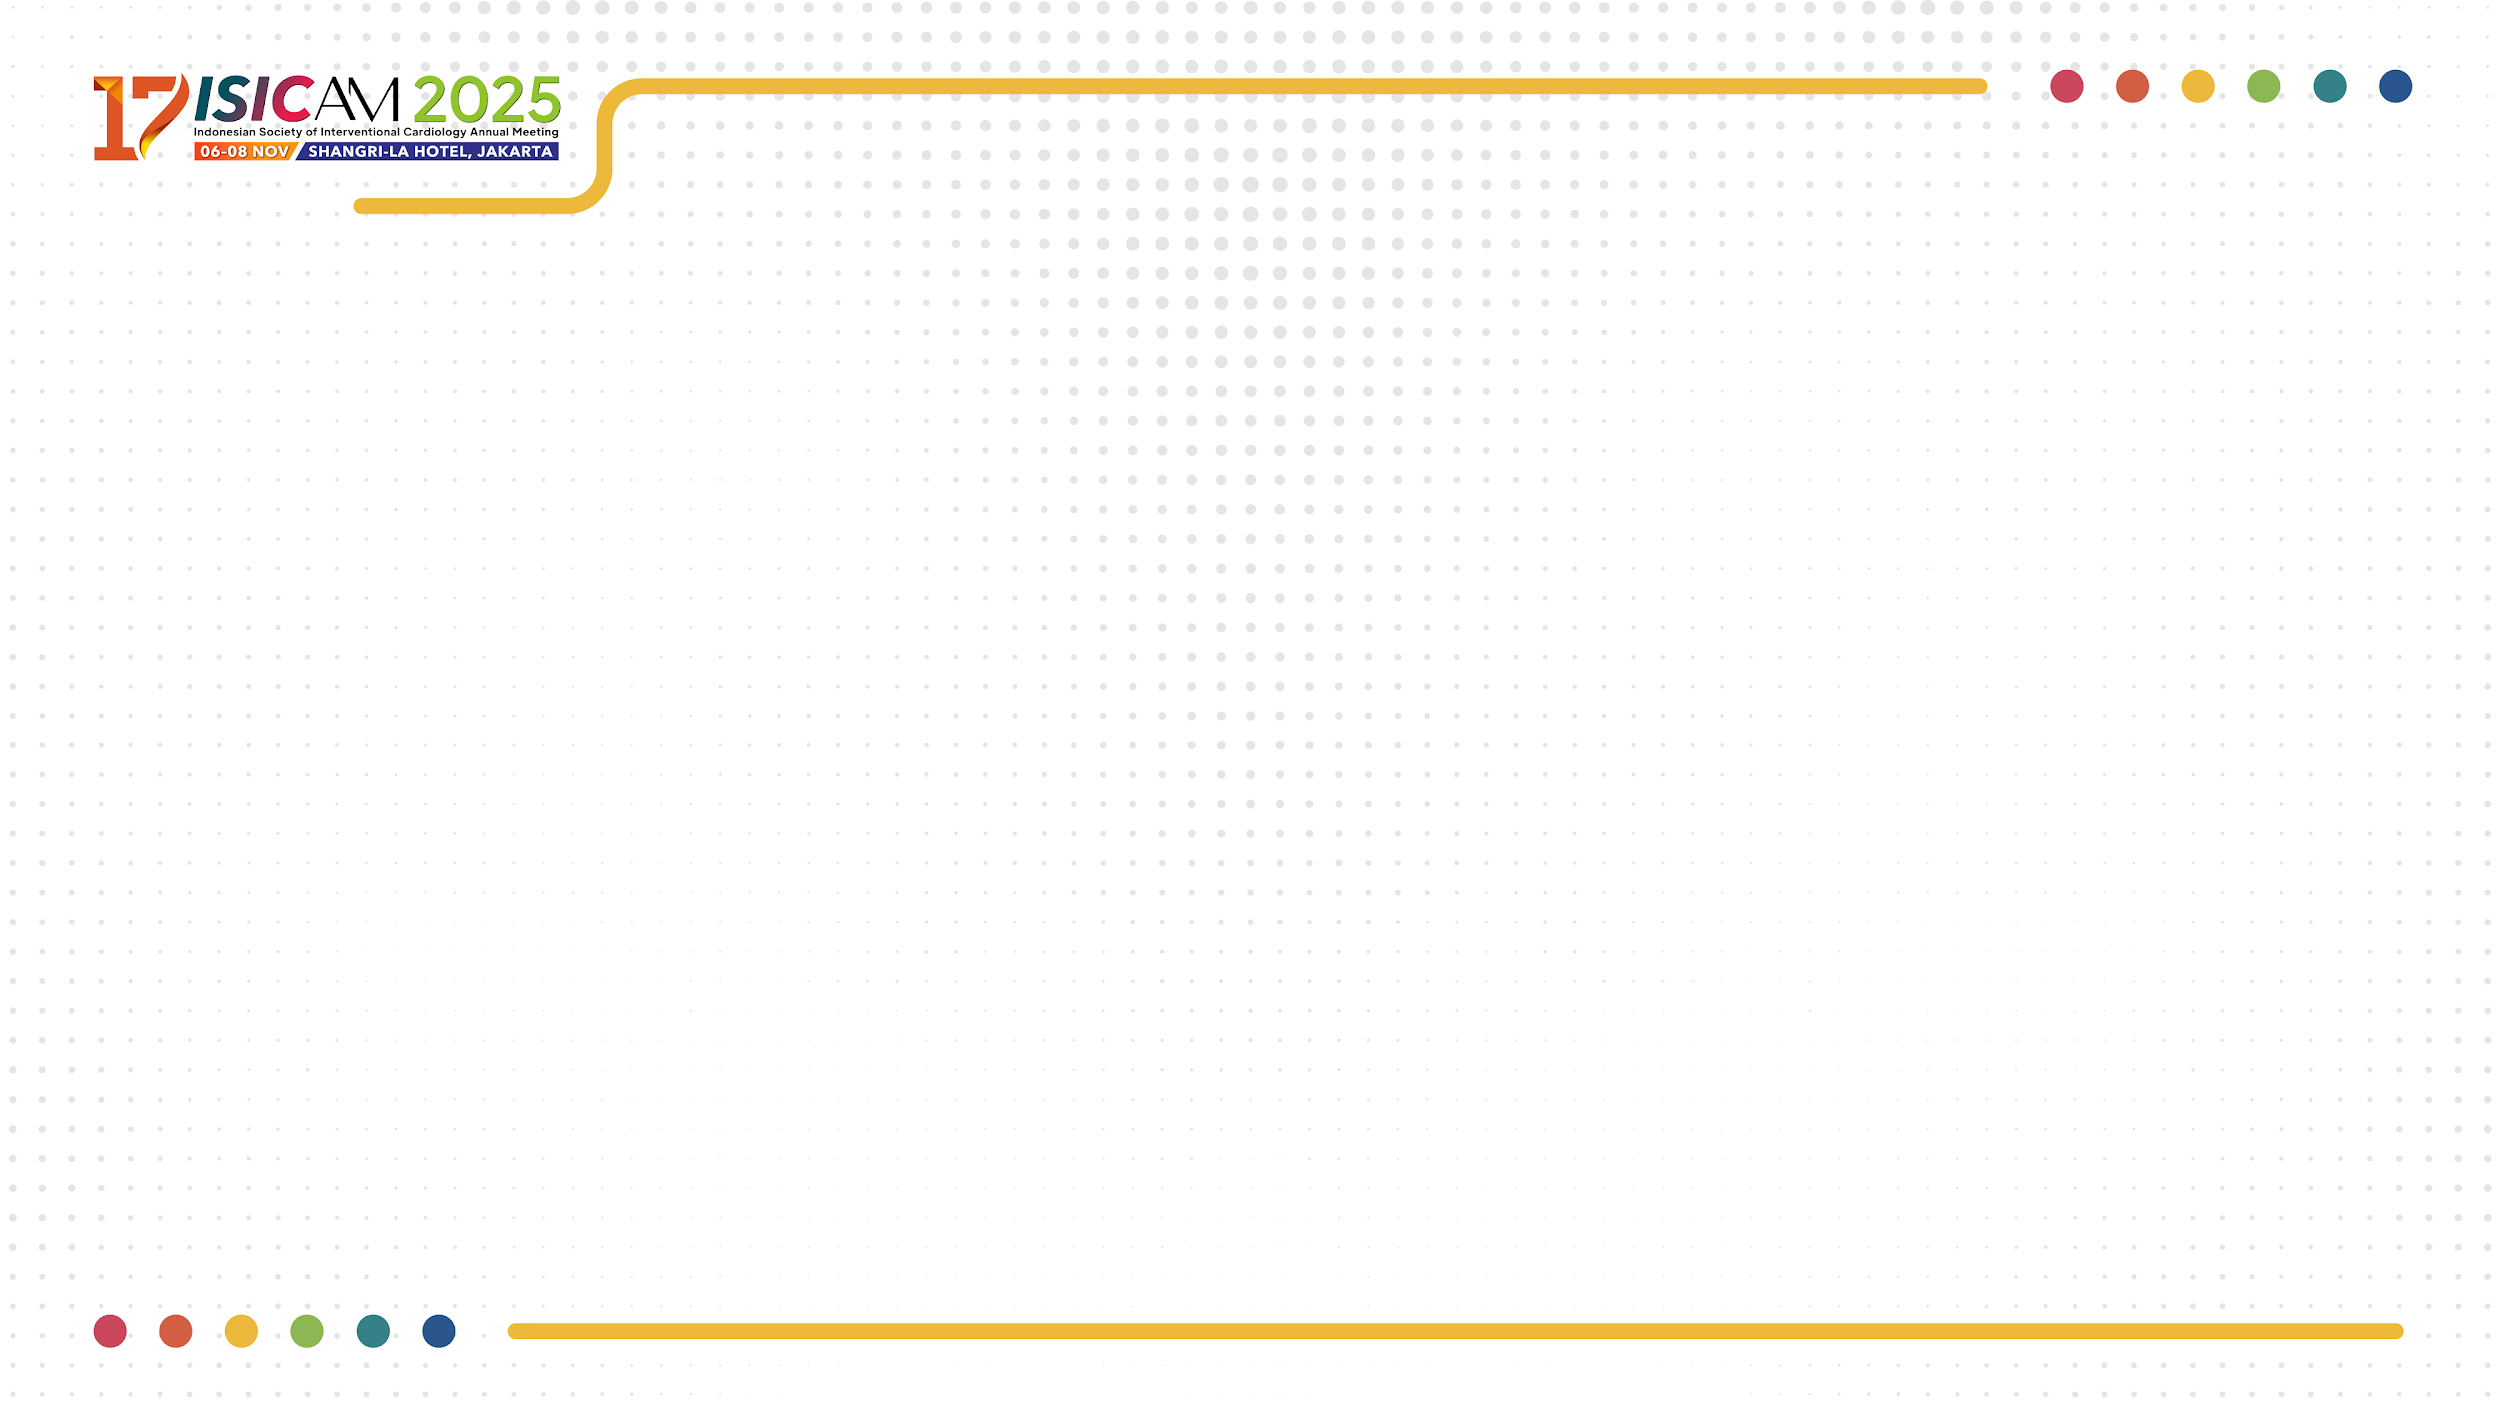 17 ISICAM 2025
Indonesian Society of Interventional Cardiology Annual Meeting
06-08 NOV SHANGRI-LA HOTEL, JAKARTA